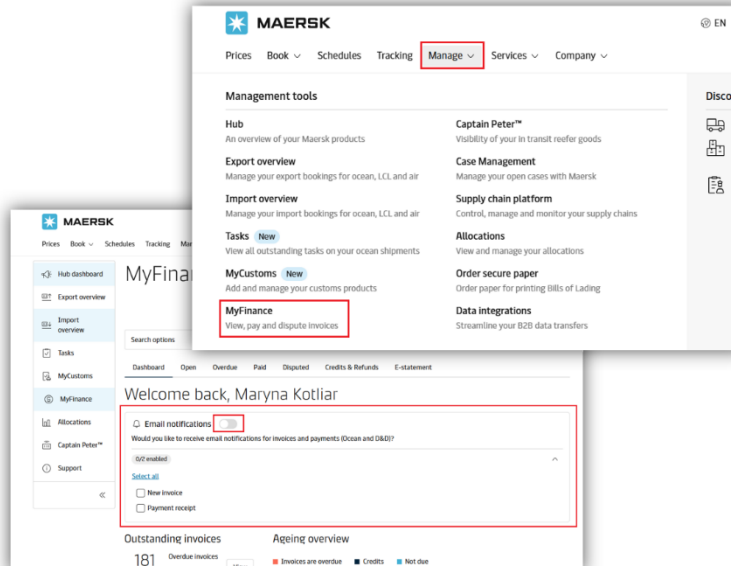 MAERSK
EN
Prices Book Schedules Tracking Manage Services Company
Management tools
Hub
An overview of your Maersk products
Export overview
Manage your export bookings for ocean, LCL and air
Import overview
Manage your import bookings for ocean, LCL and air
Tasks New
View all outstanding tasks on your ocean shipments
MyCustoms New
Add and manage your customs products
MyFinance
View, pay and dispute invoices
Captain Peter™
Visibility of your in transit reefer goods
Case Management
Manage your open cases with Maersk
Supply chain platform
Control, manage and monitor your supply chains
Allocations
View and manage your allocations
Order secure paper
Order paper for printing Bills of Lading
Data integrations
Streamline your B2B data transfers
Disco
MAERSK
Prices Book Schedules Tracking Man
Hub dashboard
Export overview
Import
overview
Tasks
MyCustoms
MyFinance
Allocations
Captain Peter™
Support
MyFina
Search options
Dashboard Open Overdue Paid Disputed Credits & Refunds E-statement
Welcome back, Maryna Kotliar
Email notifications
Would you like to receive email notifications for invoices and payments (Ocean and D&D)?
0/2 enabled
Select all
New invoice
Payment receipt
Outstanding invoices
181 Overdue invoices
Ageing overview
Invoices are overdue Credits Not due